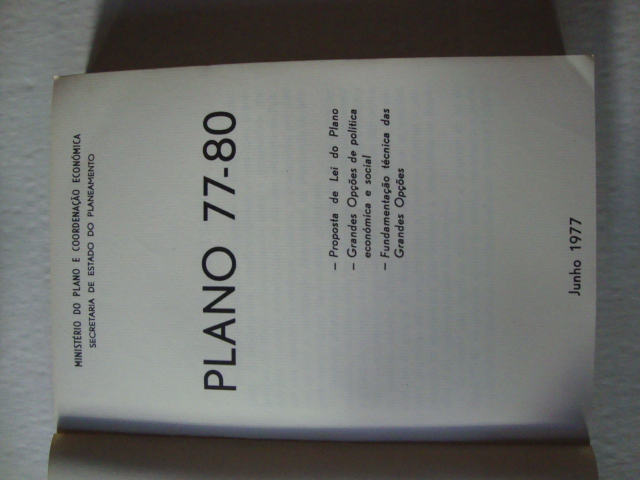 MINISTÉRIO DO PLANO E COORDENAÇÃO ECONÓMICA
SECRETARIA DE ESTADO DO PLANEAMENTO
PLANO 77-80
— Proposta de Lei do Plano
— Grandes Opções de política
económica e social
— Fundamentação técnica das
Grandes Opções
Junho 1977